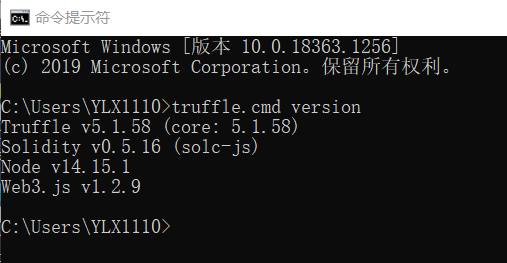 命令提示符
Microsoft Windows [版本 10.0.18363.1256]
(c) 2019 Microsoft Corporation。保留所有权利。
C:\Users\YLX1110>truffle.cmd version
Truffle v5.1.58 (core: 5.1.58)
Solidity v0.5.16 (solc-js)
Node v14.15.1
Web3.js v1.2.9
C:\Users\YLX1110>